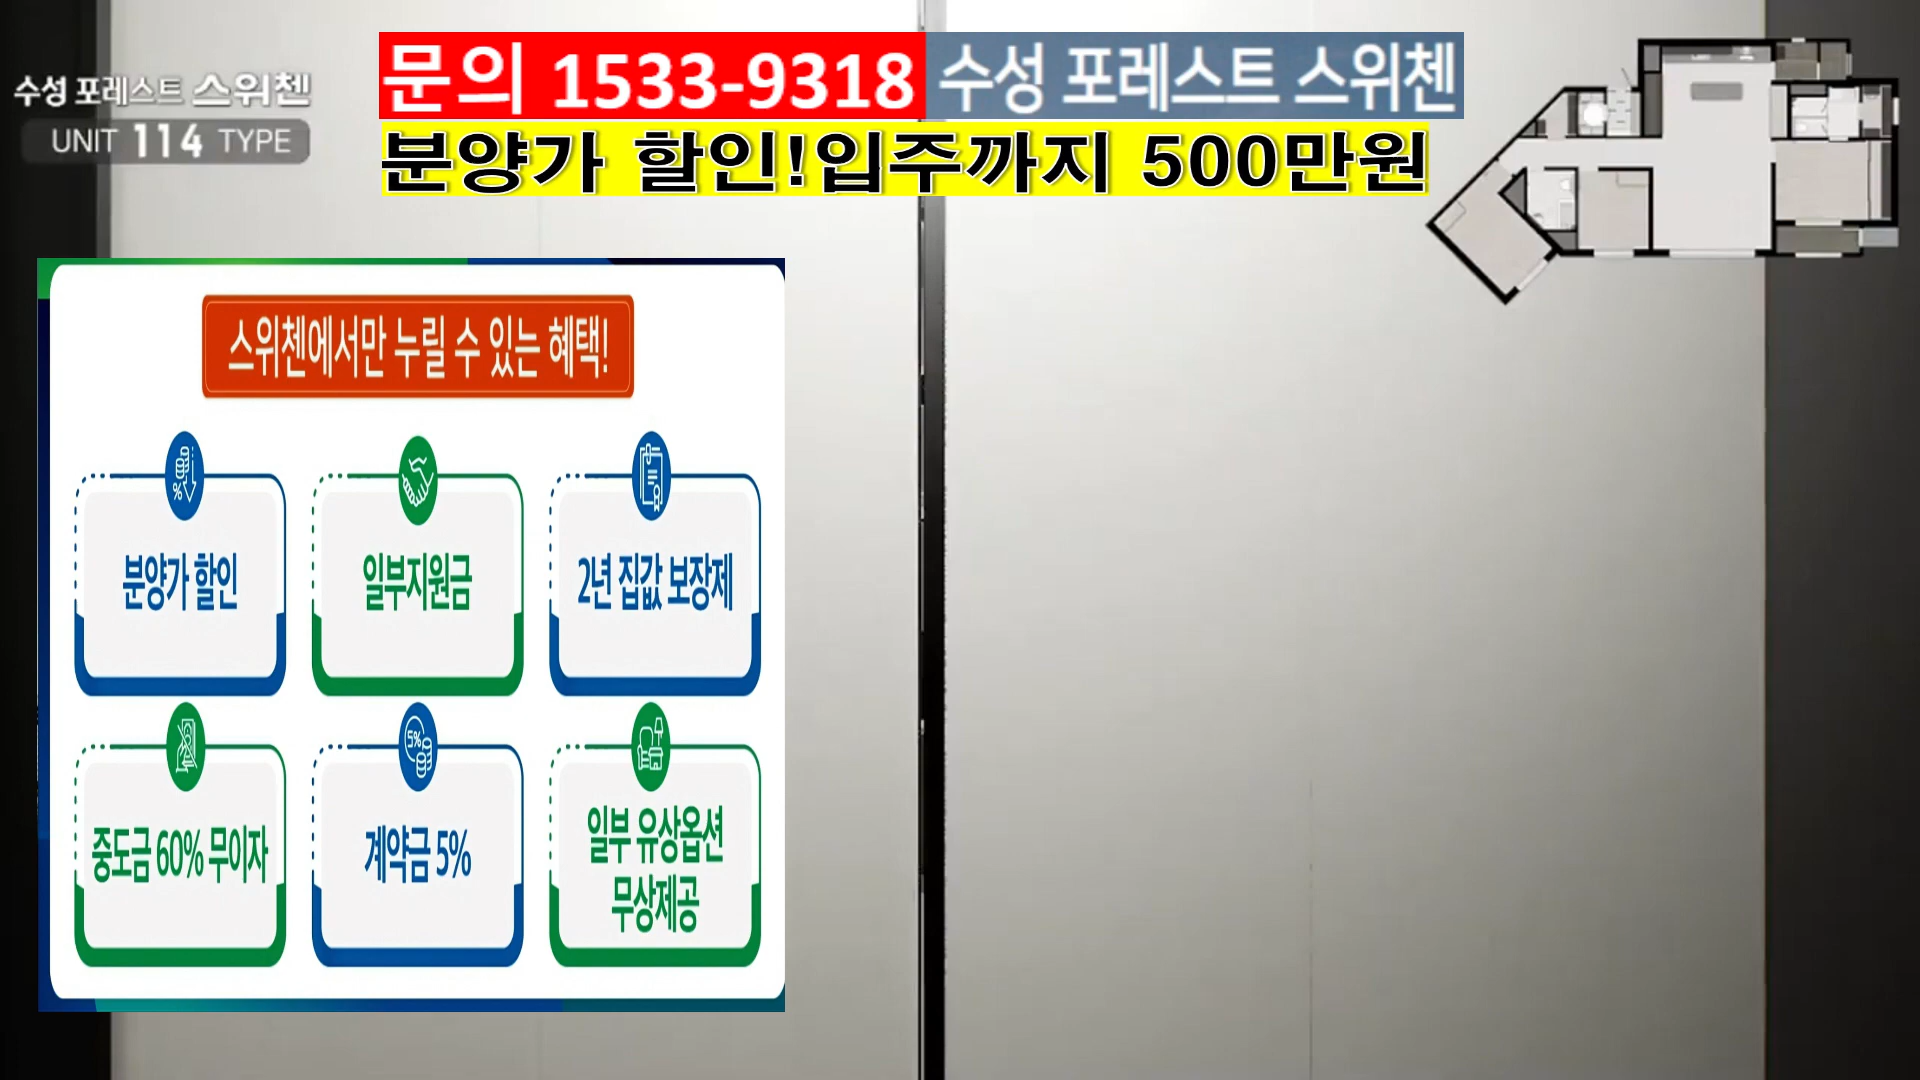 수성 포레스트 스위첸
UNIT 114 TYPE
문의 1533-9318 수성 포레스트 스위첸
분양가 할인!입주까지 500만원
스위첸에서만 누릴 수 있는 혜택!
%
분양가 할인
일부지원금
2년 집값 보장제
중도금 60% 무이자
5%
계약금 5%
일부 유상옵션
무상제공